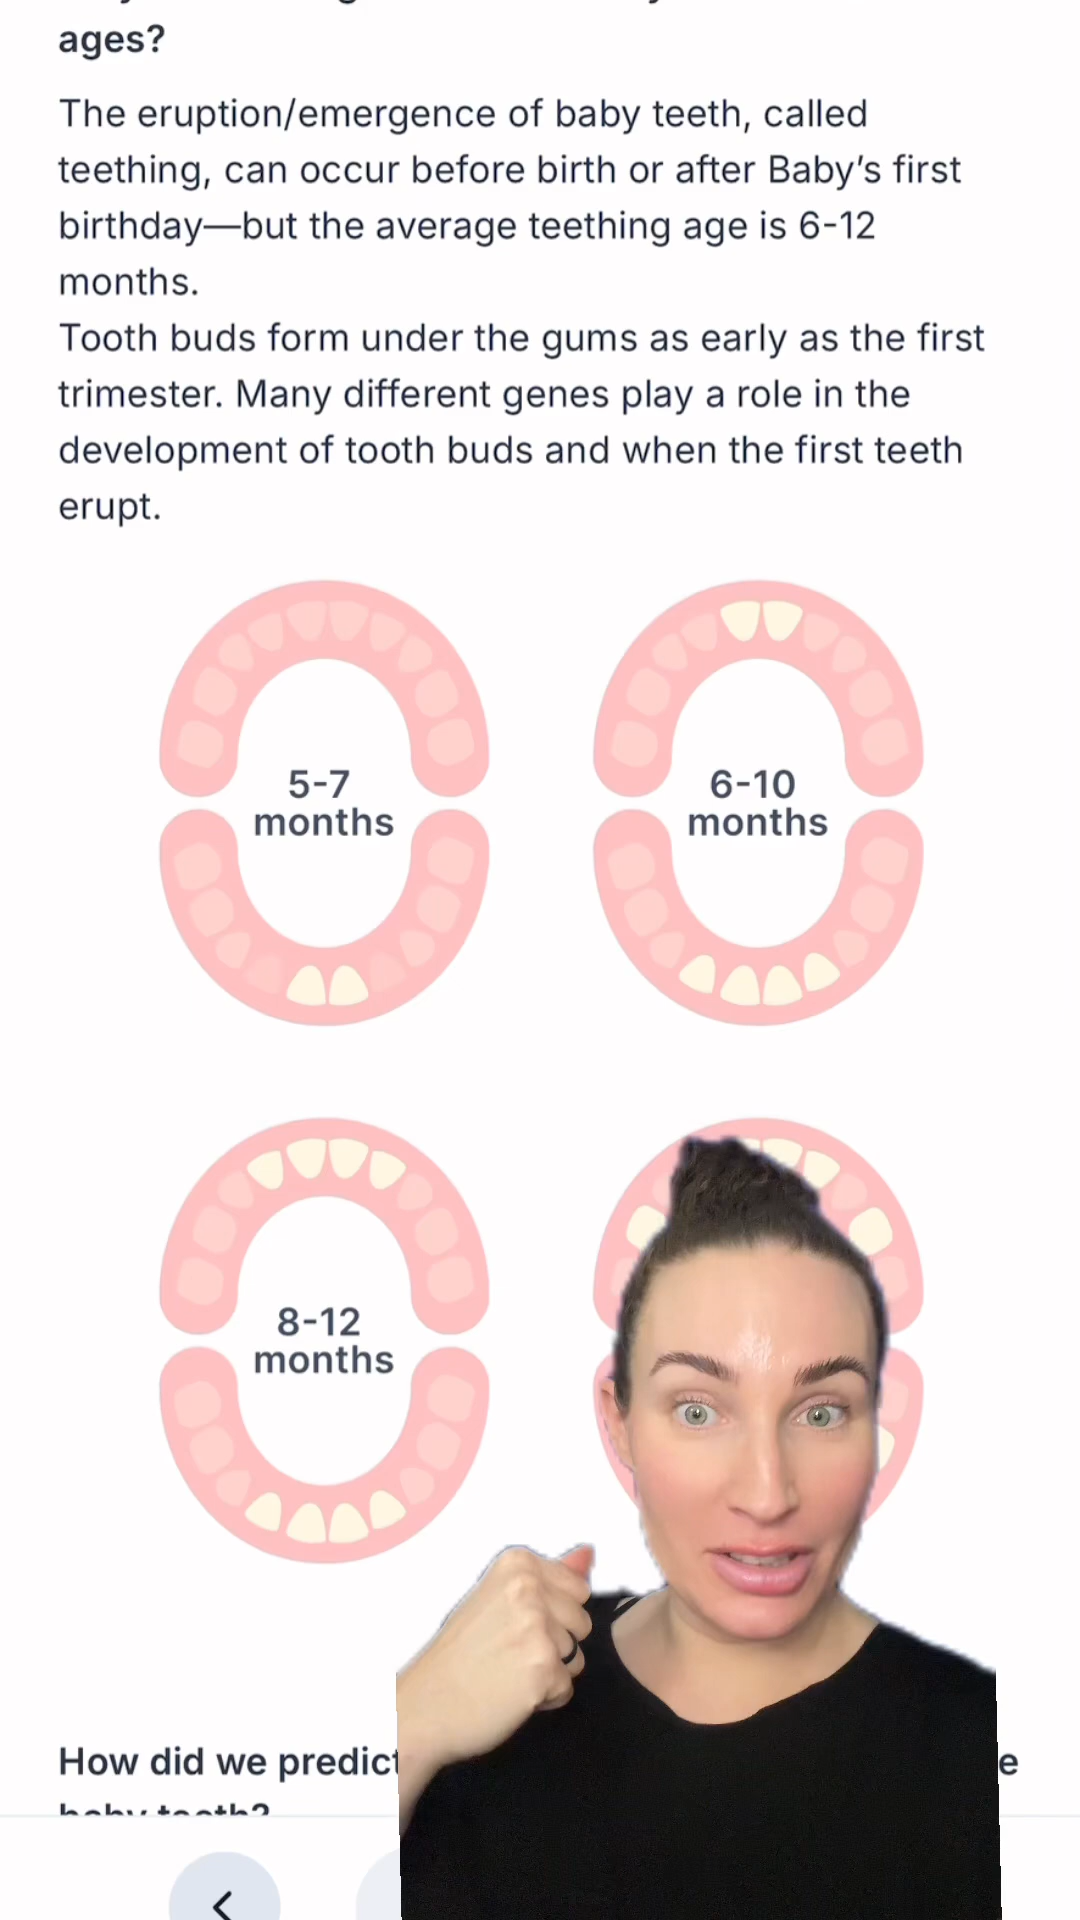 ages?
The eruption/emergence of baby teeth, called
teething, can occur before birth or after Baby’s first
birthday—but the average teething age is 6-12
months.
Tooth buds form under the gums as early as the first
trimester. Many different genes play a role in the
development of tooth buds and when the first teeth
erupt.
5-7
months
6-10
months
8-12
months
How did we predict
baby teeth?